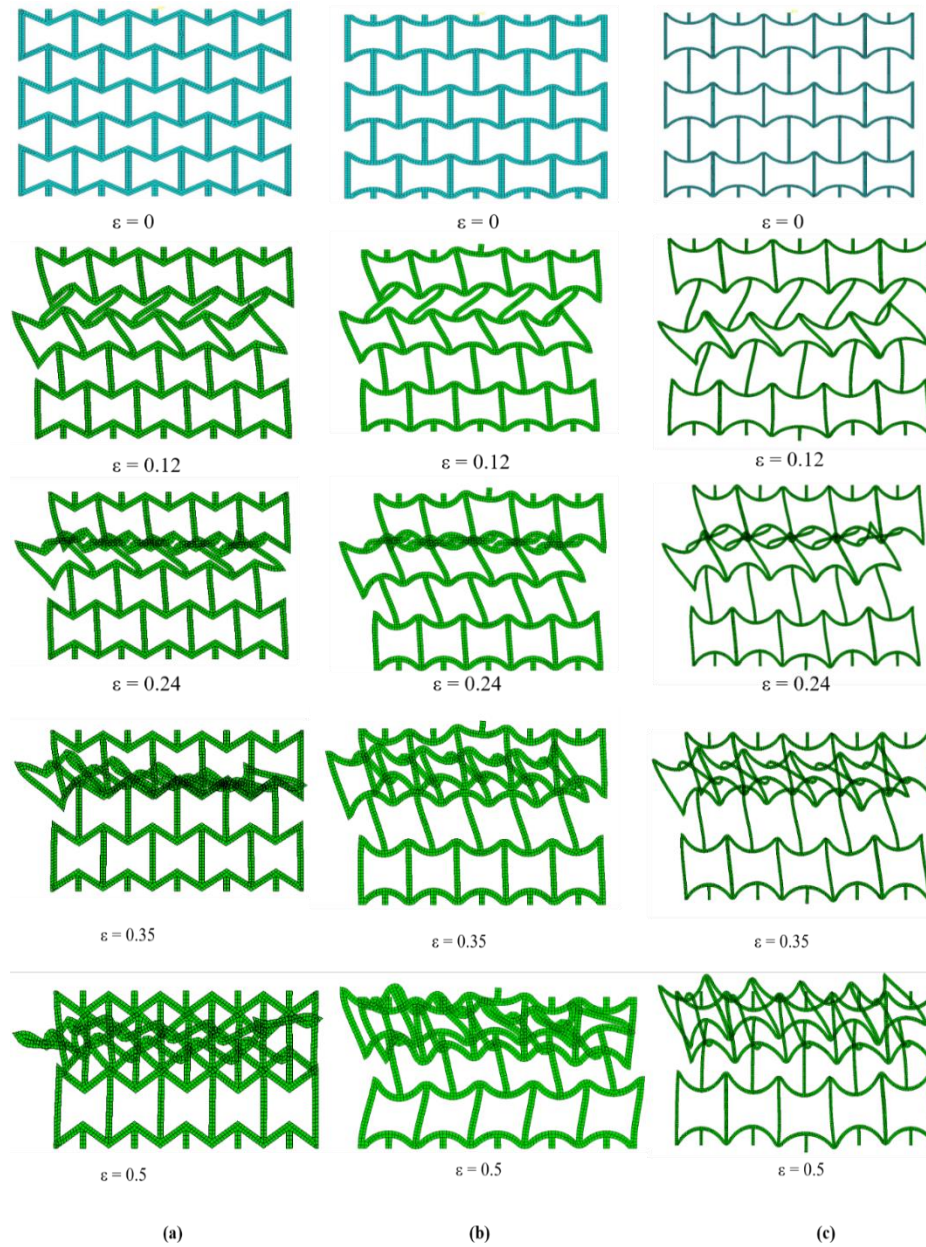 ε = 0 ε = 0 ε = 0
ε = 0.12 ε = 0.12 ε = 0.12
ε = 0.24 ε = 0.24 ε = 0.24
ε = 0.35 ε = 0.35 ε = 0.35
ε = 0.5 ε = 0.5 ε = 0.5
(a) (b) (c)